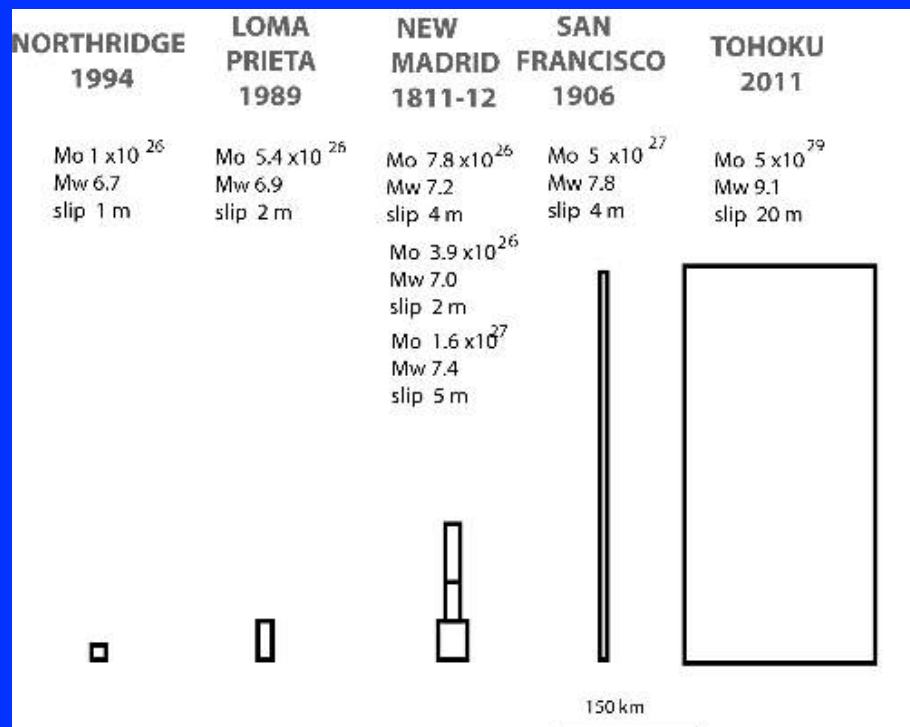 NORTHRIDGE
1994
Mo 1 x10 26
Mw 6.7
slip 1 m
LOMA
PRIETA
1989
Mo 5.4 x10 26
Mw 6.9
slip 2 m
NEW
MADRID
1811-12
Mo 7.8 x10 26
Mw 7.2
slip 4 m
Mo 3.9 x10 26
Mw 7.0
slip 2 m
Mo 1.6 x10 27
Mw 7.4
slip 5 m
SAN
FRANCISCO
1906
Mo 5 x10 27
Mw 7.8
slip 4 m
TOHOKU
2011
Mo 5 x10 79
Mw 9.1
slip 20 m
150 km